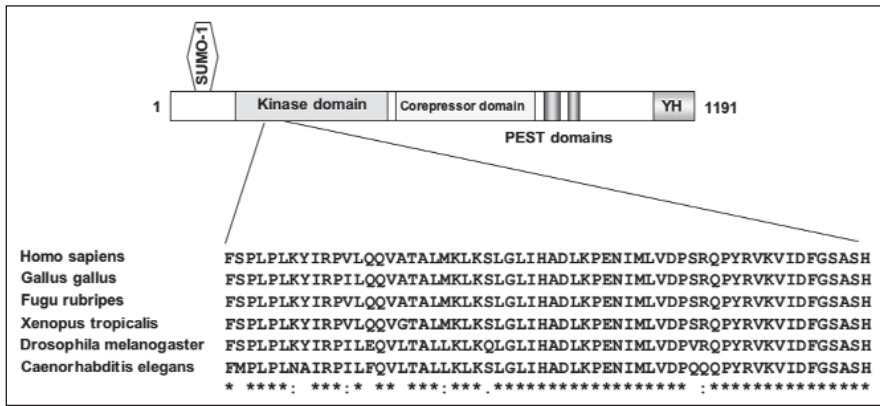 SUMO-1
1 Kinase domain Corepressor domain YH 1191
PEST domains
Homo sapiens FSPLPLKYIRPVLQQVATALMKLKSLGLIHADLKPENIMLVDPSRQPYRVKVIDFGSASH
Gallus gallus FSPLPLKYIRPILQQVATALMKLKSLGLIHADLKPENIMLVDPSRQPYRVKVIDFGSASH
Fugu rubripes FSPLPLKYIRPVLQQVATALMKLKSLGLIHADLKPENIMLVDPSRQPYRVKVIDFGSASH
Xenopus tropicalis FSPLPLKYIRPVLQQVGTALMKLKSLGLIHADLKPENIMLVDPSRQPYRVKVIDFGSASH
Drosophila melanogaster FSPLPLKYIRPILEQVLTALLKLKQLGLIHADLKPENIMLVDPVRQPYRVKVIDFGSASH
Caenorhabditis elegans FMPLPLNAIRPILFQVLTALLKLKSLGLIHADLKPENIMLVDPQQQPYRVKVIDFGSASH
* ****: ***:* ** ***:***.****************** :***************